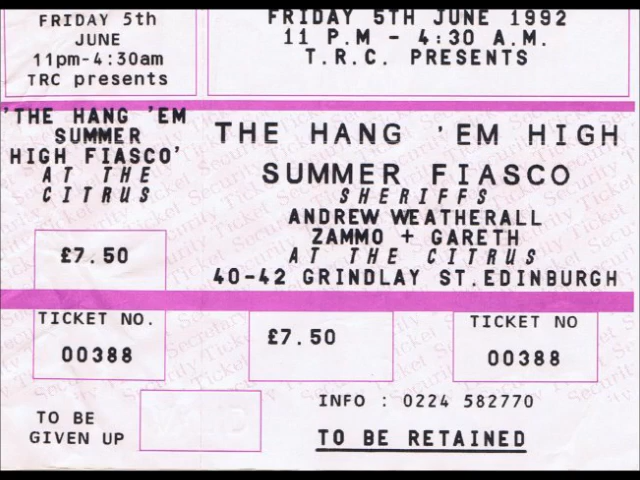 FRIDAY 5th
JUNE
11pm-4:30am
TRC presents
'THE HANG 'EM
SUMMER
HIGH FIASCO'
AT THE
CITRUS
£7.50
TICKET NO.
00388
TO BE
GIVEN UP
FRIDAY 5TH JUNE 1992
11 P.M - 4:30 A.M.
T.R.C. PRESENTS
THE HANG 'EM HIGH
SUMMER FIASCO
SHERIFFS
ANDREW WEATHERALL
ZAMMO + GARETH
AT THE CITRUS
40-42 GRINDLAY ST.EDINBURGH
£7.50
TICKET NO
00388
INFO : 0224 582770
TO BE RETAINED